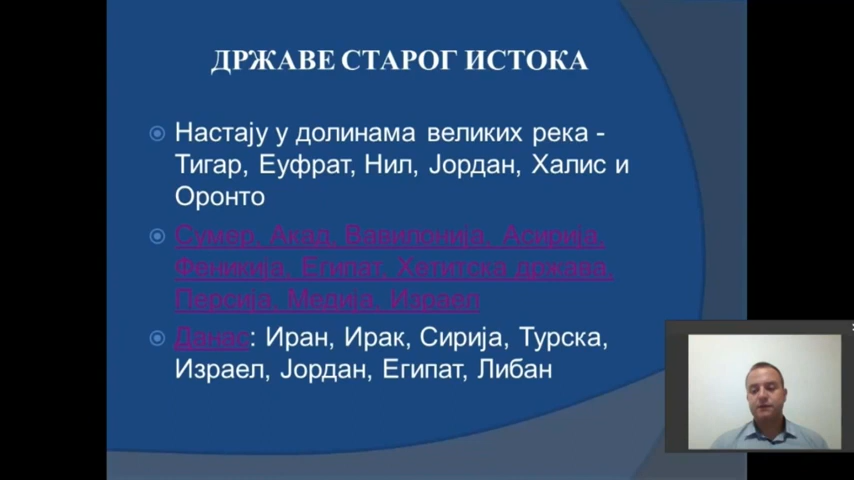 ДРЖАВЕ СТАРОГ ИСТОКА
Настају у долинама великих река -
Тигар, Еуфрат, Нил, Јордан, Халис и
Оронто
Сумер, Акад, Вавилонија, Асирија,
Феникија, Египат, Хетитска држава,
Персија, Медија, Израел
Данас: Иран, Ирак, Сирија, Турска,
Израел, Јордан, Египат, Либан